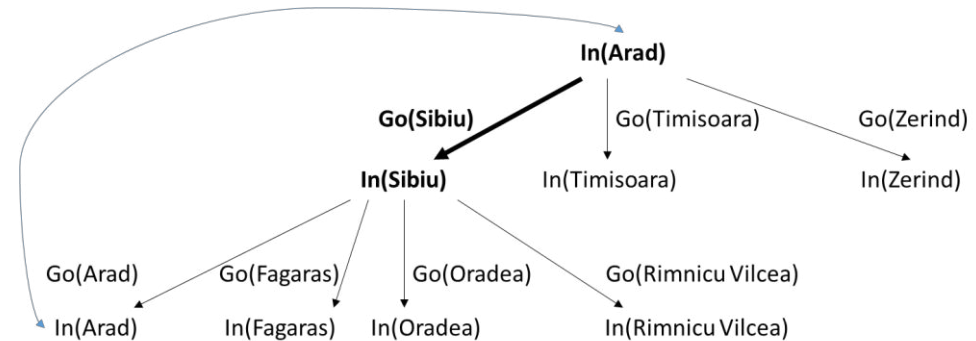 In(Arad)
Go(Sibiu) Go(Timisoara) Go(Zerind)
In(Sibiu) In(Timisoara) In(Zerind)
Go(Arad) Go(Fagaras) Go(Oradea) Go(Rimnicu Vilcea)
In(Arad) In(Fagaras) In(Oradea) In(Rimnicu Vilcea)